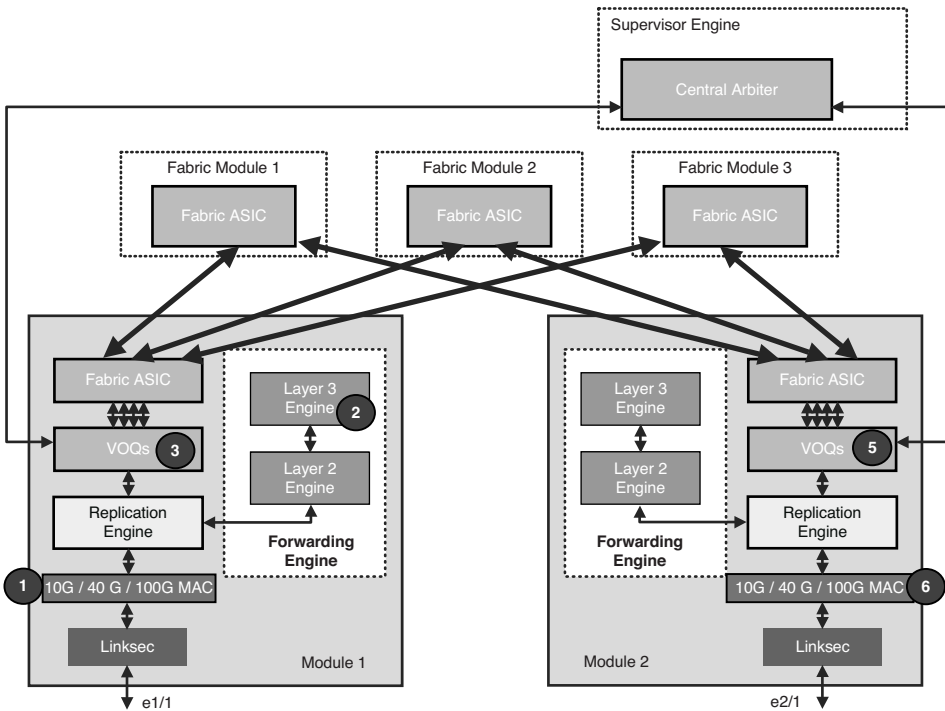 Supervisor Engine
Central Arbiter
Fabric Module 1
Fabric ASIC
Fabric Module 2
Fabric ASIC
Fabric Module 3
Fabric ASIC
Fabric ASIC
VOQs
3
Replication
Engine
1
10G / 40 G / 100G MAC
Linksec
Layer 3
Engine
2
Layer 2
Engine
Forwarding
Engine
Module 1
e1/1
Layer 3
Engine
Layer 2
Engine
Forwarding
Engine
Fabric ASIC
VOQs
5
Replication
Engine
10G / 40 G / 100G MAC
6
Linksec
Module 2
e2/1